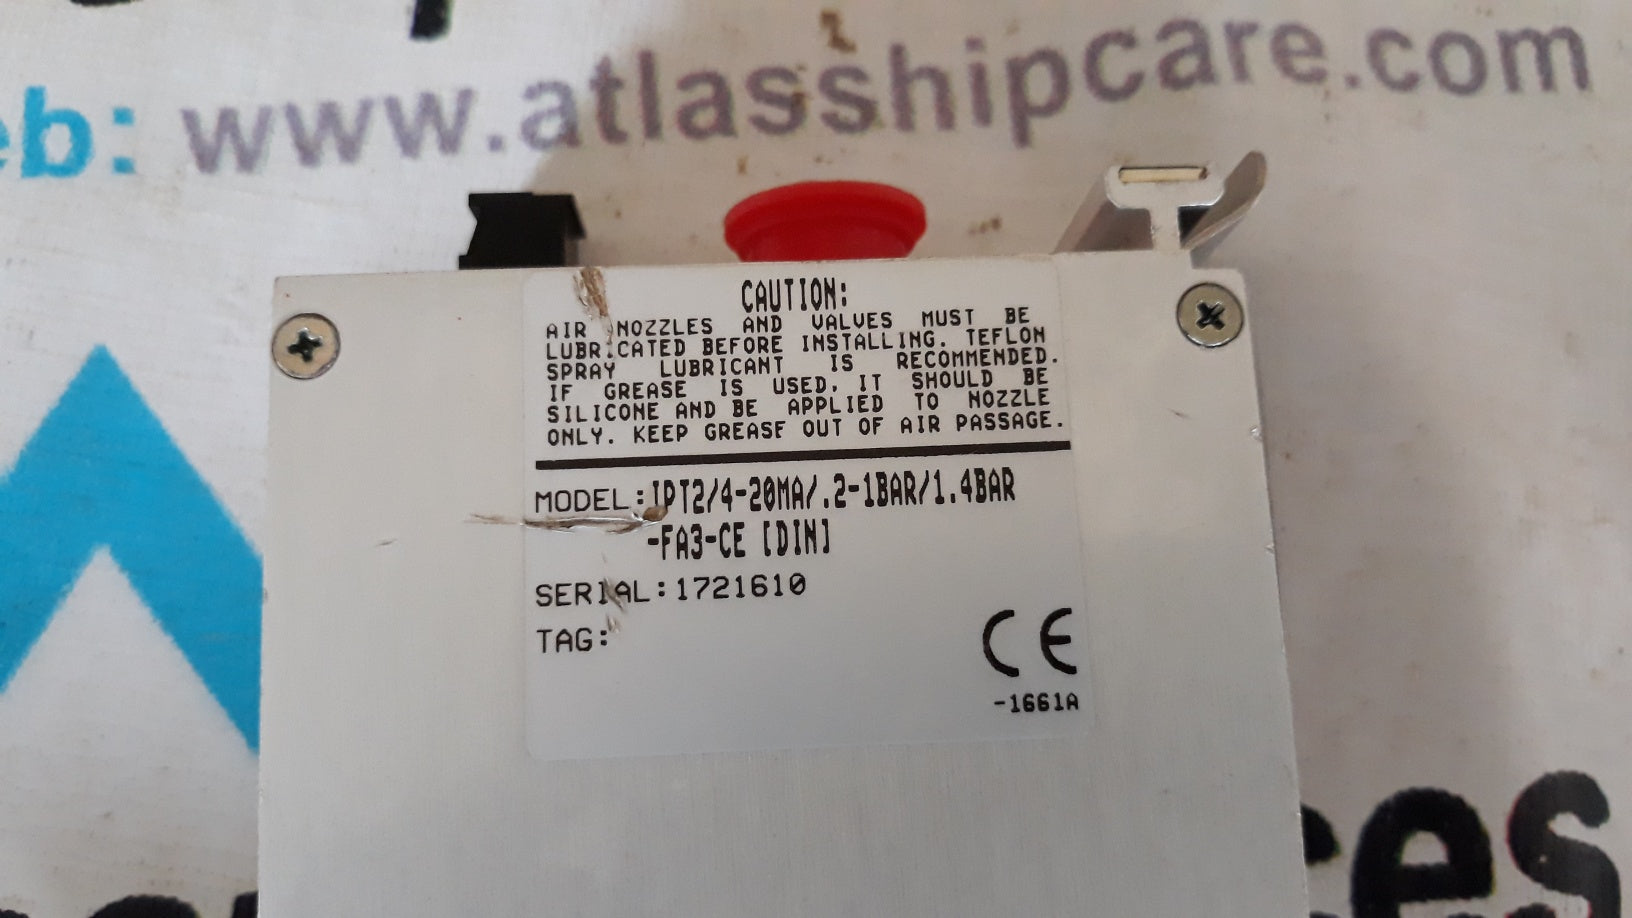 eb: www.atlasshipcare.com
CAUTION:
AIR NOZZLES AND VALVES MUST BE
LUBRICATED BEFORE INSTALLING. TEFLON
SPRAY LUBRICANT IS RECOMMENDED.
IF GREASE IS USED, IT SHOULD BE
SILICONE AND BE APPLIED TO NOZZLE
ONLY. KEEP GREASE OUT OF AIR PASSAGE.
MODEL:IPT2/4-20MA/.2-1BAR/1.4BAR
-FA3-CE [DIN]
SERIAL:1721610
TAG:
CE
-1661A
ces